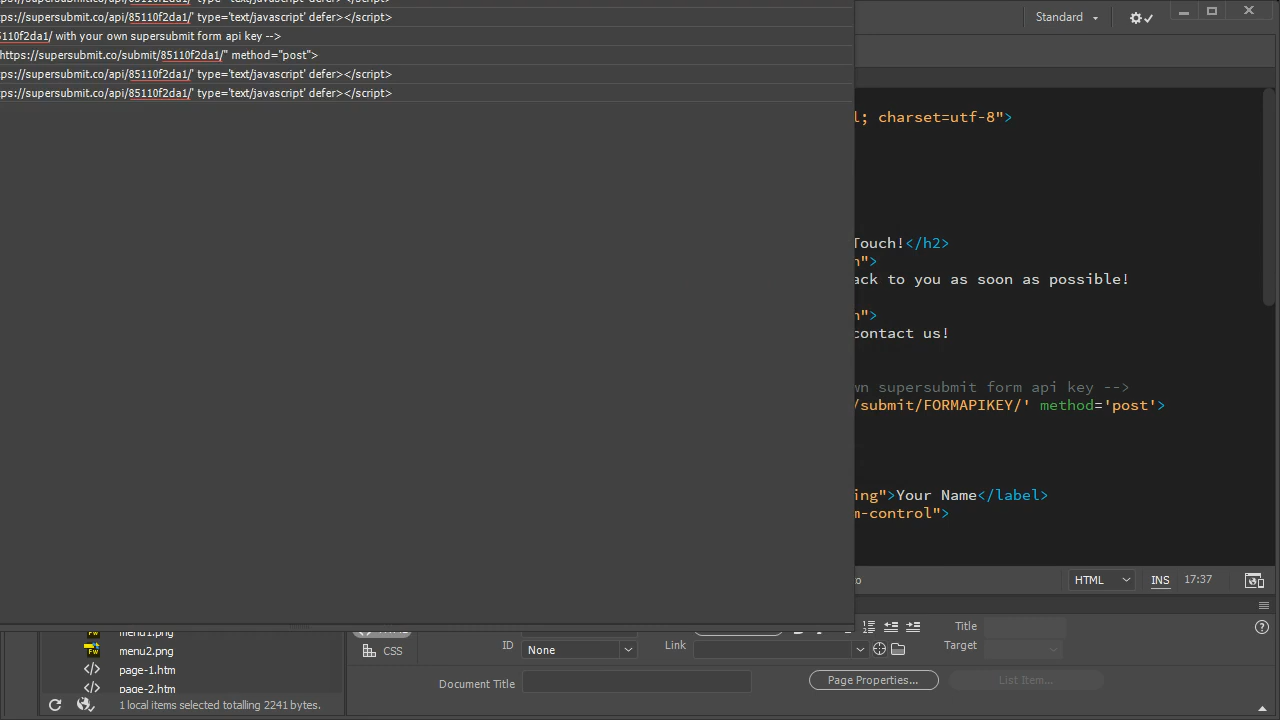 ps://supersubmit.co/api/85110f2da1/' type='text/javascript' defer></script>
5110f2da1/ with your own supersubmit form api key -->
https://supersubmit.co/submit/85110f2da1/" method="post">
ps://supersubmit.co/api/85110f2da1/' type='text/javascript' defer></script>
ps://supersubmit.co/api/85110f2da1/' type='text/javascript' defer></script>
Standard
l; charset=utf-8">
Touch!</h2>
n">
ack to you as soon as possible!
n">
contact us!
wn supersubmit form api key -->
/submit/FORMAPIKEY/' method='post'>
ing">Your Name</label>
m-control">
HTML
INS
17:37
menu1.png
menu2.png
page-1.htm
page-2.htm
1 local items selected totalling 2241 bytes.
CSS
ID
None
Link
Title
Target
Document Title
Page Properties...
List Item...